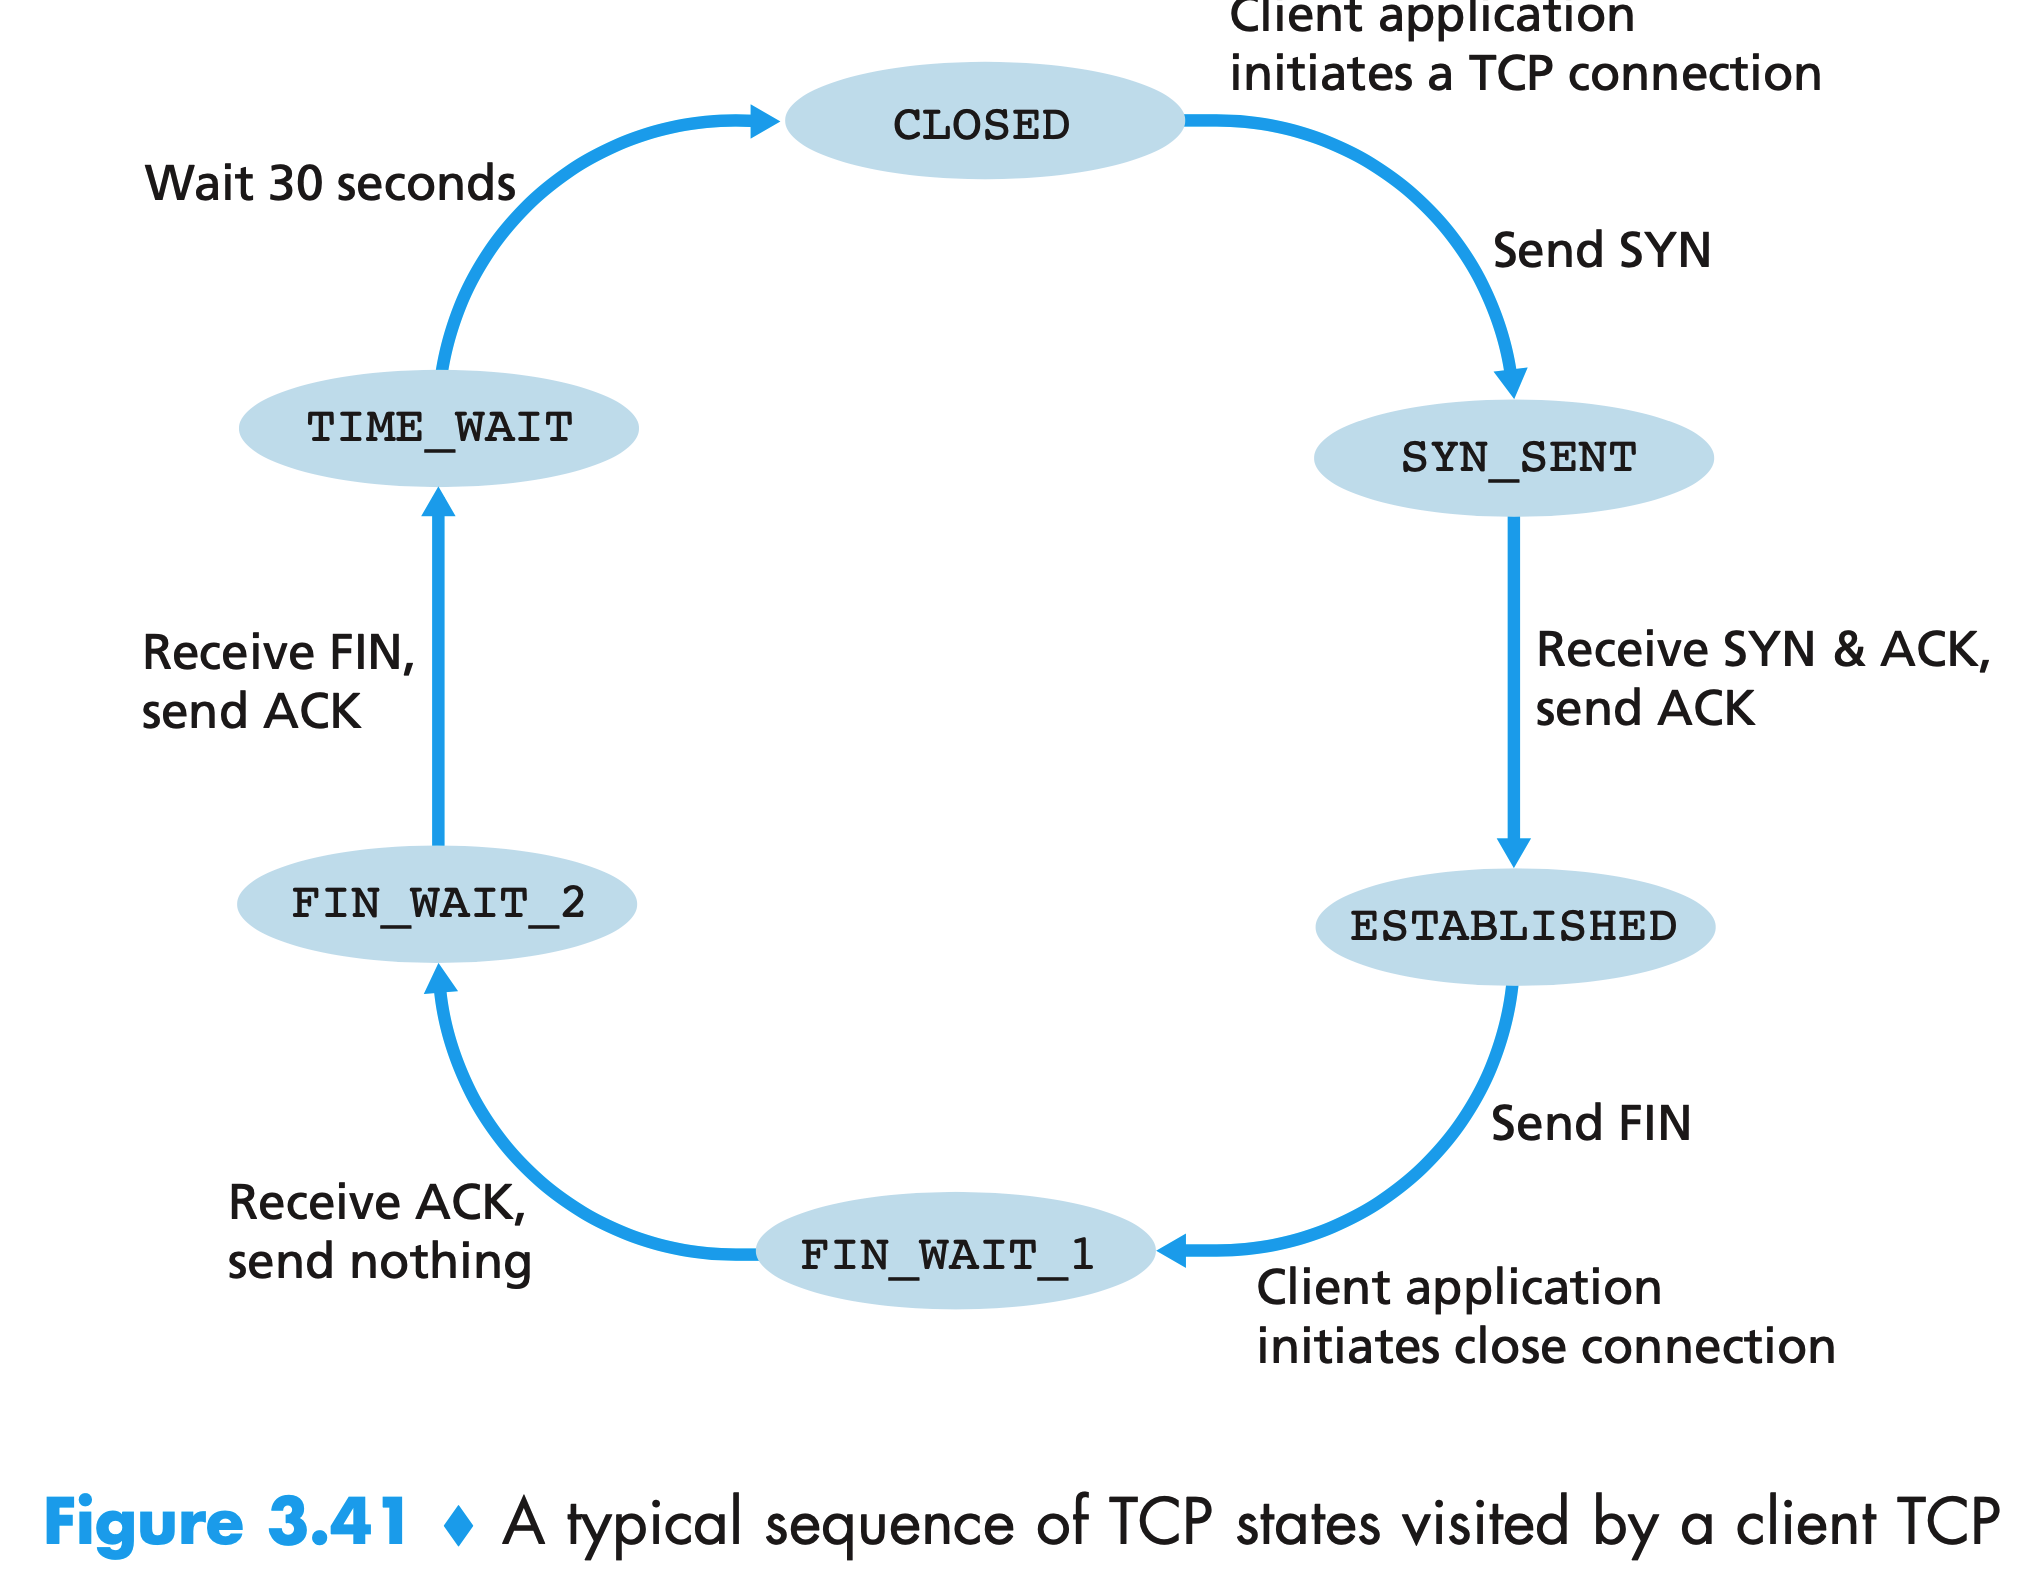 Client application
initiates a TCP connection
CLOSED
Wait 30 seconds
Send SYN
TIME_WAIT
SYN_SENT
Receive FIN,
send ACK
Receive SYN & ACK,
send ACK
FIN_WAIT_2
ESTABLISHED
Send FIN
Receive ACK,
send nothing
FIN_WAIT_1
Client application
initiates close connection
Figure 3.41 ♦ A typical sequence of TCP states visited by a client TCP